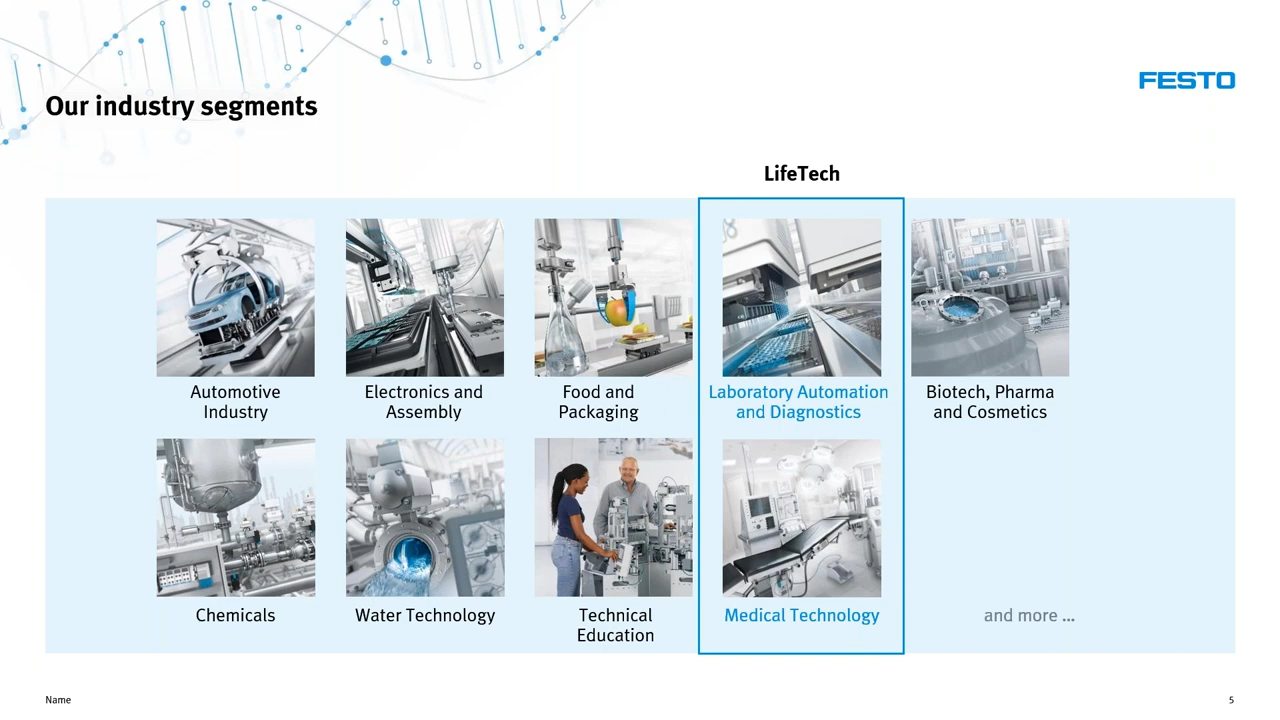 FESTO
Our industry segments
LifeTech
Automotive
Industry
Electronics and
Assembly
Food and
Packaging
Laboratory Automation
and Diagnostics
Biotech, Pharma
and Cosmetics
Chemicals
Water Technology
Technical
Education
Medical Technology
and more ...
Name
5